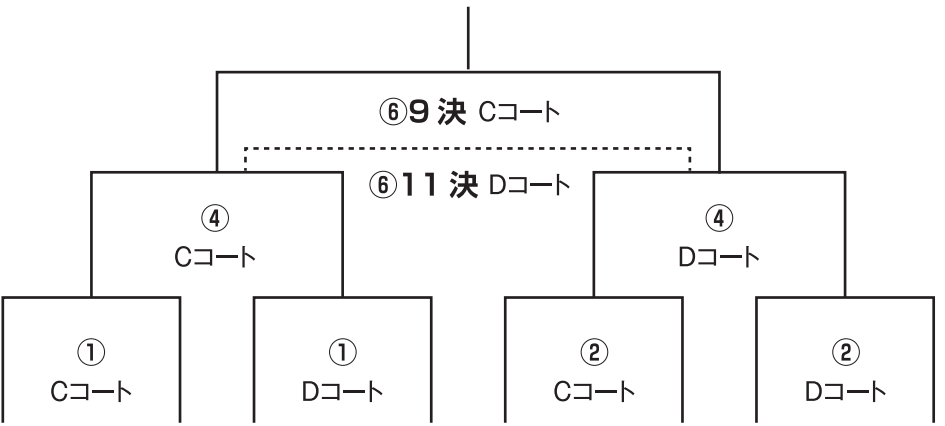 ⑥9 決 Cコート
⑥11 決 Dコート
④
Cコート
④
Dコート
①
Cコート
①
Dコート
②
Cコート
②
Dコート